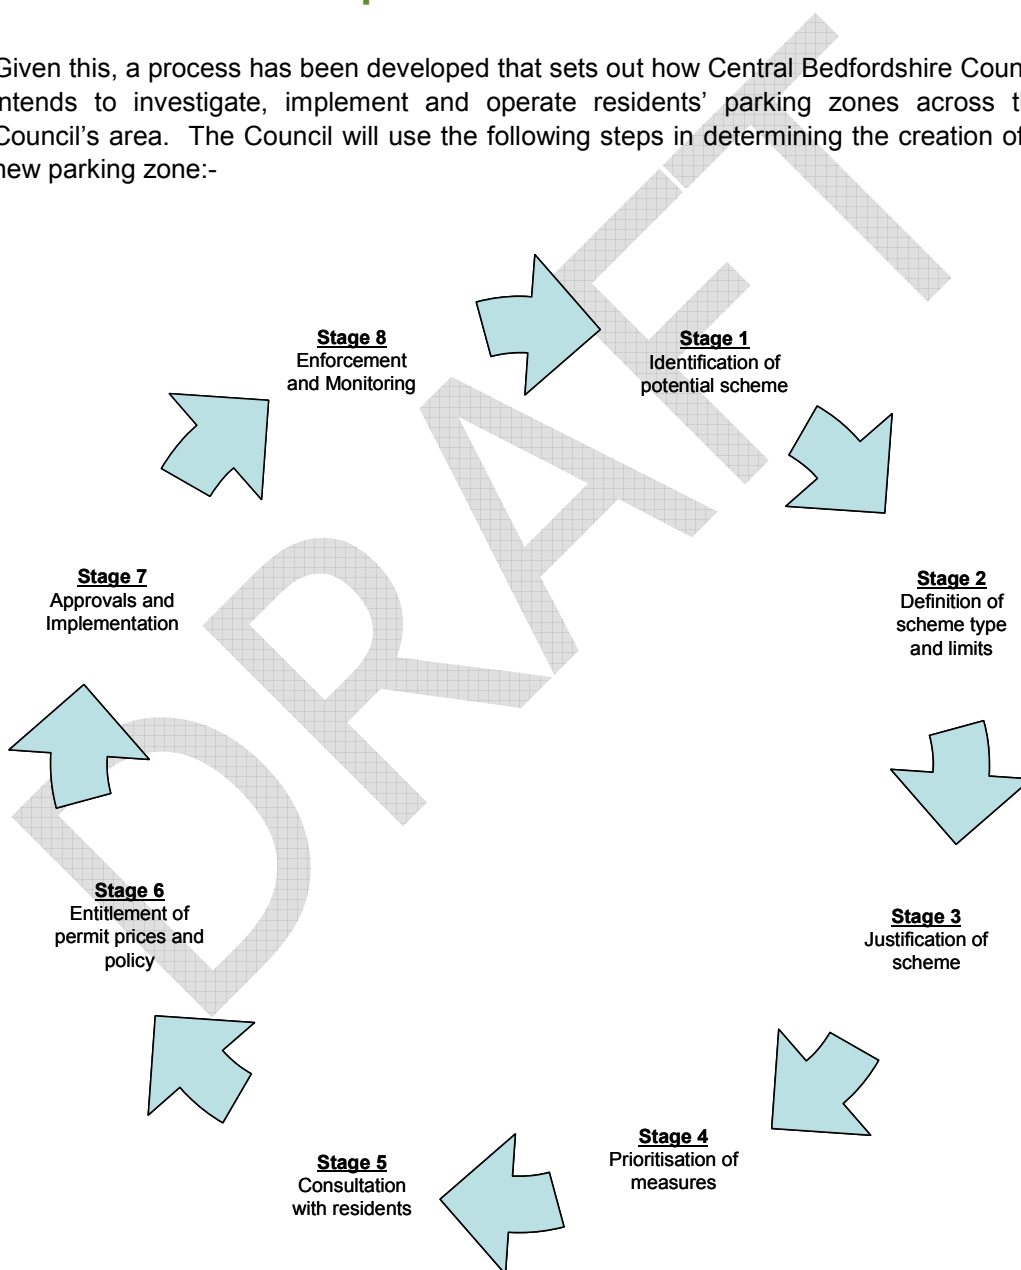 Given this, a process has been developed that sets out how Central Bedfordshire Coun
intends to investigate, implement and operate residents' parking zones across t
Council's area. The Council will use the following steps in determining the creation of
new parking zone:-
Stage 8
Enforcement
and Monitoring
Stage 1
Identification of
potential scheme
Stage 2
Definition of
scheme type
and limits
Stage 3
Justification of
scheme
Stage 4
Prioritisation of
measures
Stage 5
Consultation
with residents
Stage 6
Entitlement of
permit prices and
policy
Stage 7
Approvals and
Implementation
DRAFT